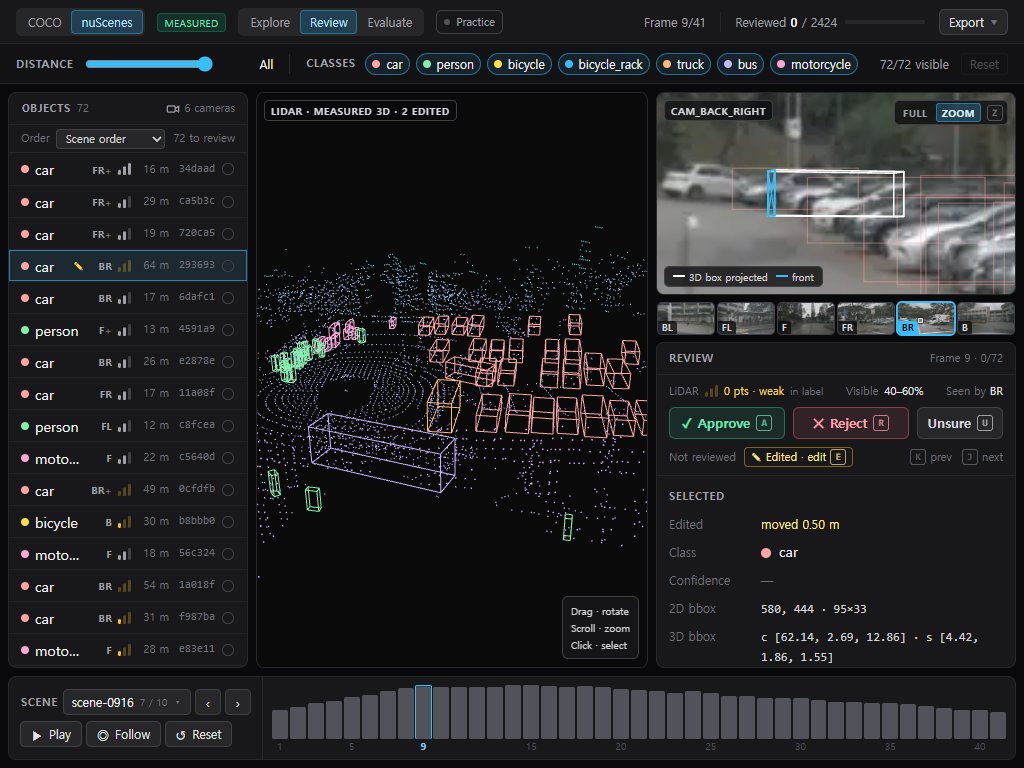 COCO nuScenes MEASURED Explore Review Evaluate Practice Frame 9/41 Reviewed 0 / 2424 Export
DISTANCE All CLASSES car person bicycle bicycle_rack truck bus motorcycle 72/72 visible Reset
OBJECTS 72 6 cameras
Order Scene order 72 to review
car FR+ 16 m 34daad
car FR+ 29 m ca5b3c
car FR+ 19 m 720ca5
car BR 64 m 293693
car BR 17 m 6dafc1
person F+ 13 m 4591a9
car BR 26 m e2878e
car FR 17 m 11a08f
person FL 12 m c8fcea
moto... F 22 m c5640d
car BR+ 49 m 0cfdfb
bicycle B 30 m b8bbb0
moto... F 18 m 56c324
car BR 54 m 1a018f
car BR 31 m f987ba
moto... F 28 m e83e11
LIDAR · MEASURED 3D · 2 EDITED
Drag · rotate
Scroll · zoom
Click · select
CAM_BACK_RIGHT FULL ZOOM Z
3D box projected front
BL FL F FR BR B
REVIEW Frame 9 · 0/72
LiDAR 0 pts · weak in label Visible 40–60% Seen by BR
Approve A Reject R Unsure U
Not reviewed Edited · edit E K prev J next
SELECTED
Edited moved 0.50 m
Class car
Confidence —
2D bbox 580, 444 · 95×33
3D bbox c [62.14, 2.69, 12.86] · s [4.42,
1.86, 1.55]
SCENE scene-0916 7 / 10 ‹ ›
Play Follow Reset
1 5 9 15 20 25 30 35 40